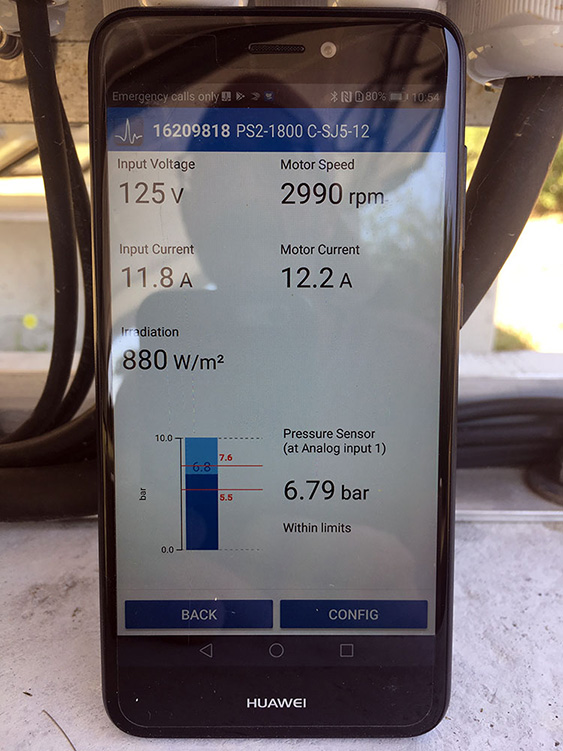 Emergency calls only
80% 10:54
16209818 PS2-1800 C-SJ5-12
Input Voltage
125 V
Motor Speed
2990 rpm
Input Current
11.8 A
Motor Current
12.2 A
Irradiation
880 W/m²
10.0
7.6
6.8
5.5
bar
0.0
Pressure Sensor
(at Analog input 1)
6.79 bar
Within limits
BACK
CONFIG
HUAWEI